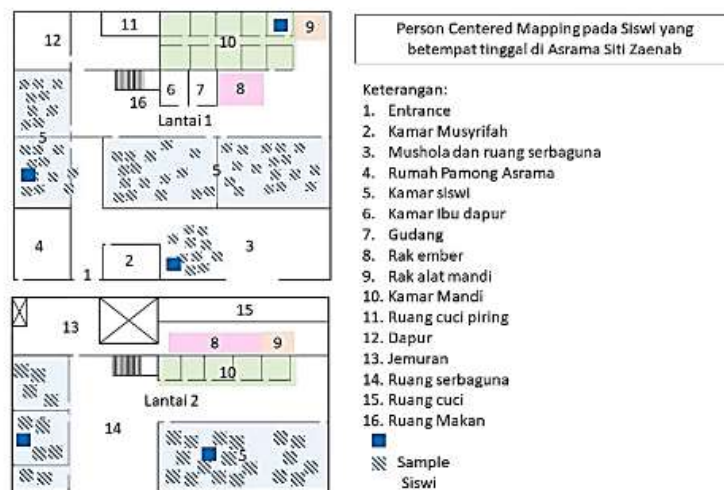 Person Centered Mapping pada Siswi yang
betempat tinggal di Asrama Siti Zaenab
11
12
10
9
6
7
8
16
Lantai 1
5
5
4
2
3
1
15
13
8
9
10
Lantai 2
14
5
Keterangan:
1. Entrance
2. Kamar Musyrifah
3. Mushola dan ruang serbaguna
4. Rumah Pamong Asrama
5. Kamar siswi
6. Kamar Ibu dapur
7. Gudang
8. Rak ember
9. Rak alat mandi
10. Kamar Mandi
11. Ruang cuci piring
12. Dapur
13. Jemuran
14. Ruang serbaguna
15. Ruang cuci
16. Ruang Makan
Sample
Siswi